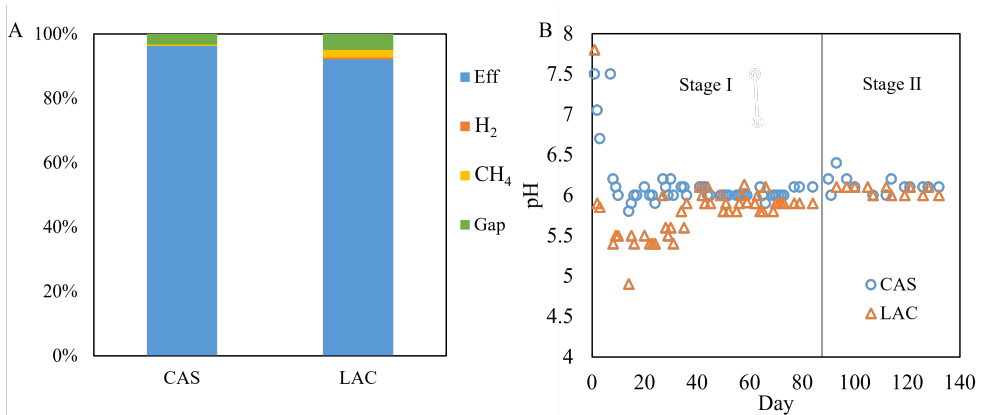 A
100%
80%
60%
40%
20%
0%
CAS
LAC
Eff
H₂
CH₄
Gap
B
pH
8
7.5
7
6.5
6
5.5
5
4.5
4
Stage I
Stage II
CAS
LAC
0 20 40 60 80 100 120 140
Day